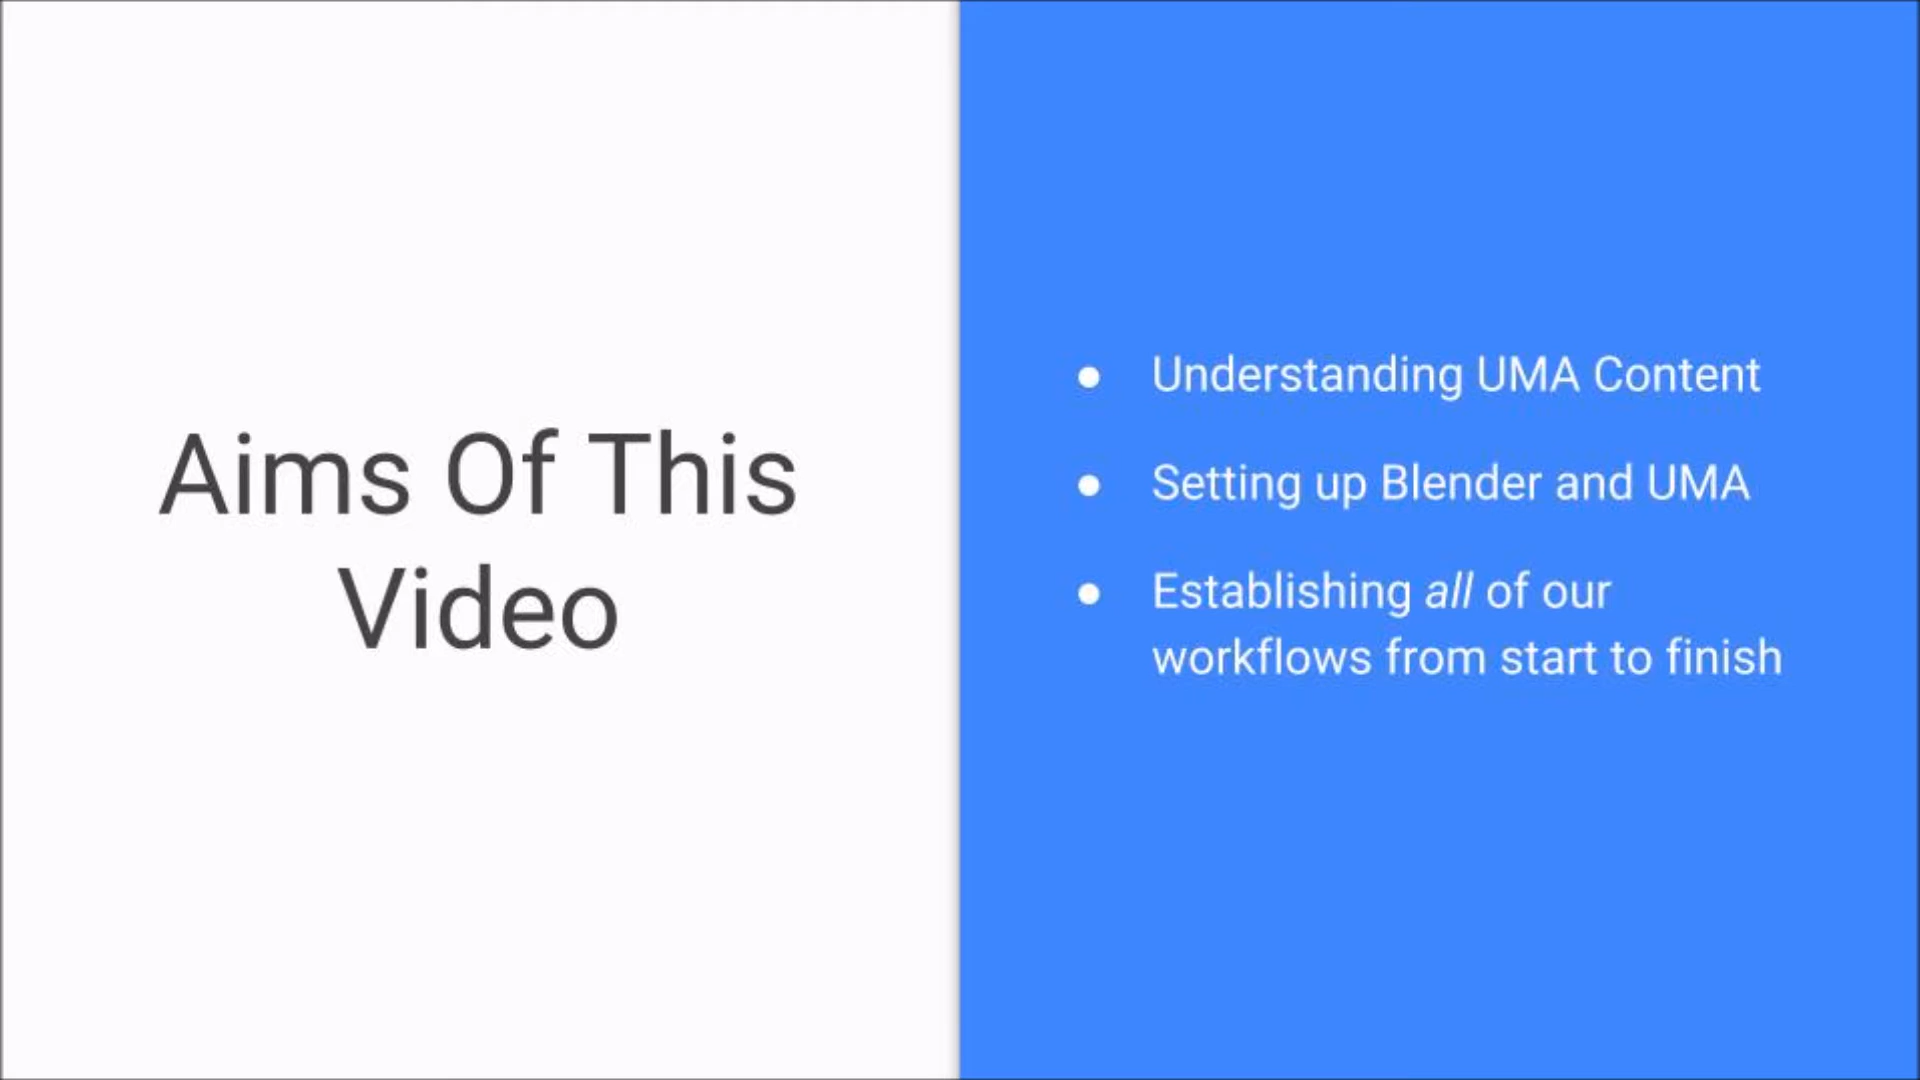 Aims Of This
Video
● Understanding UMA Content
● Setting up Blender and UMA
● Establishing all of our
workflows from start to finish